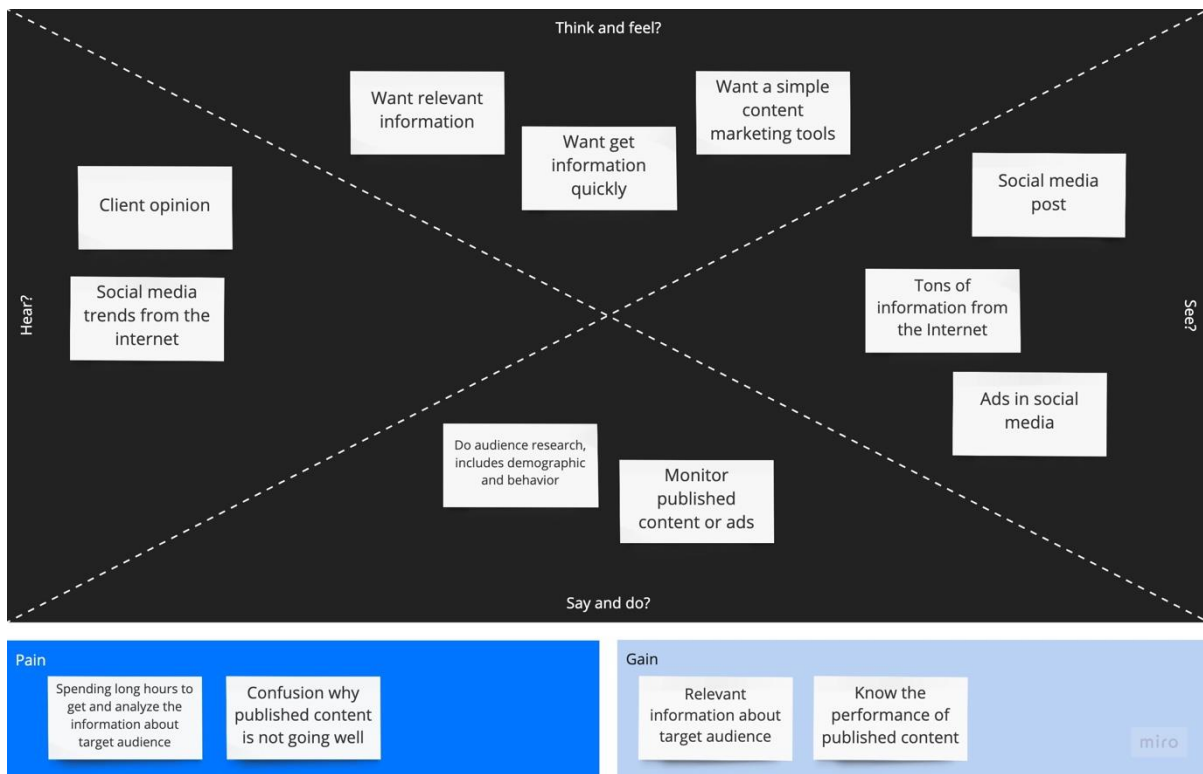 Think and feel?
Want relevant
information
Want get
information
quickly
Want a simple
content
marketing tools
Hear?
Client opinion
Social media
trends from the
internet
See?
Social media
post
Tons of
information from
the Internet
Ads in social
media
Do audience research,
includes demographic
and behavior
Monitor
published
content or ads
Say and do?
Pain
Spending long hours to
get and analyze the
information about
target audience
Confusion why
published content
is not going well
Gain
Relevant
information about
target audience
Know the
performance of
published content
miro